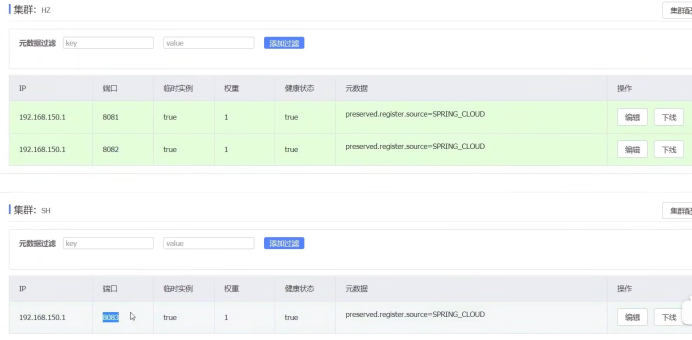 集群: HZ
集群配
元数据过滤 key value 添加过滤
IP 端口 临时实例 权重 健康状态 元数据 操作
192.168.150.1 8081 true 1 true preserved.register.source=SPRING_CLOUD 编辑 下线
192.168.150.1 8082 true 1 true preserved.register.source=SPRING_CLOUD 编辑 下线
集群: SH
集群配
元数据过滤 key value 添加过滤
IP 端口 临时实例 权重 健康状态 元数据 操作
192.168.150.1 8083 true 1 true preserved.register.source=SPRING_CLOUD 编辑 下线